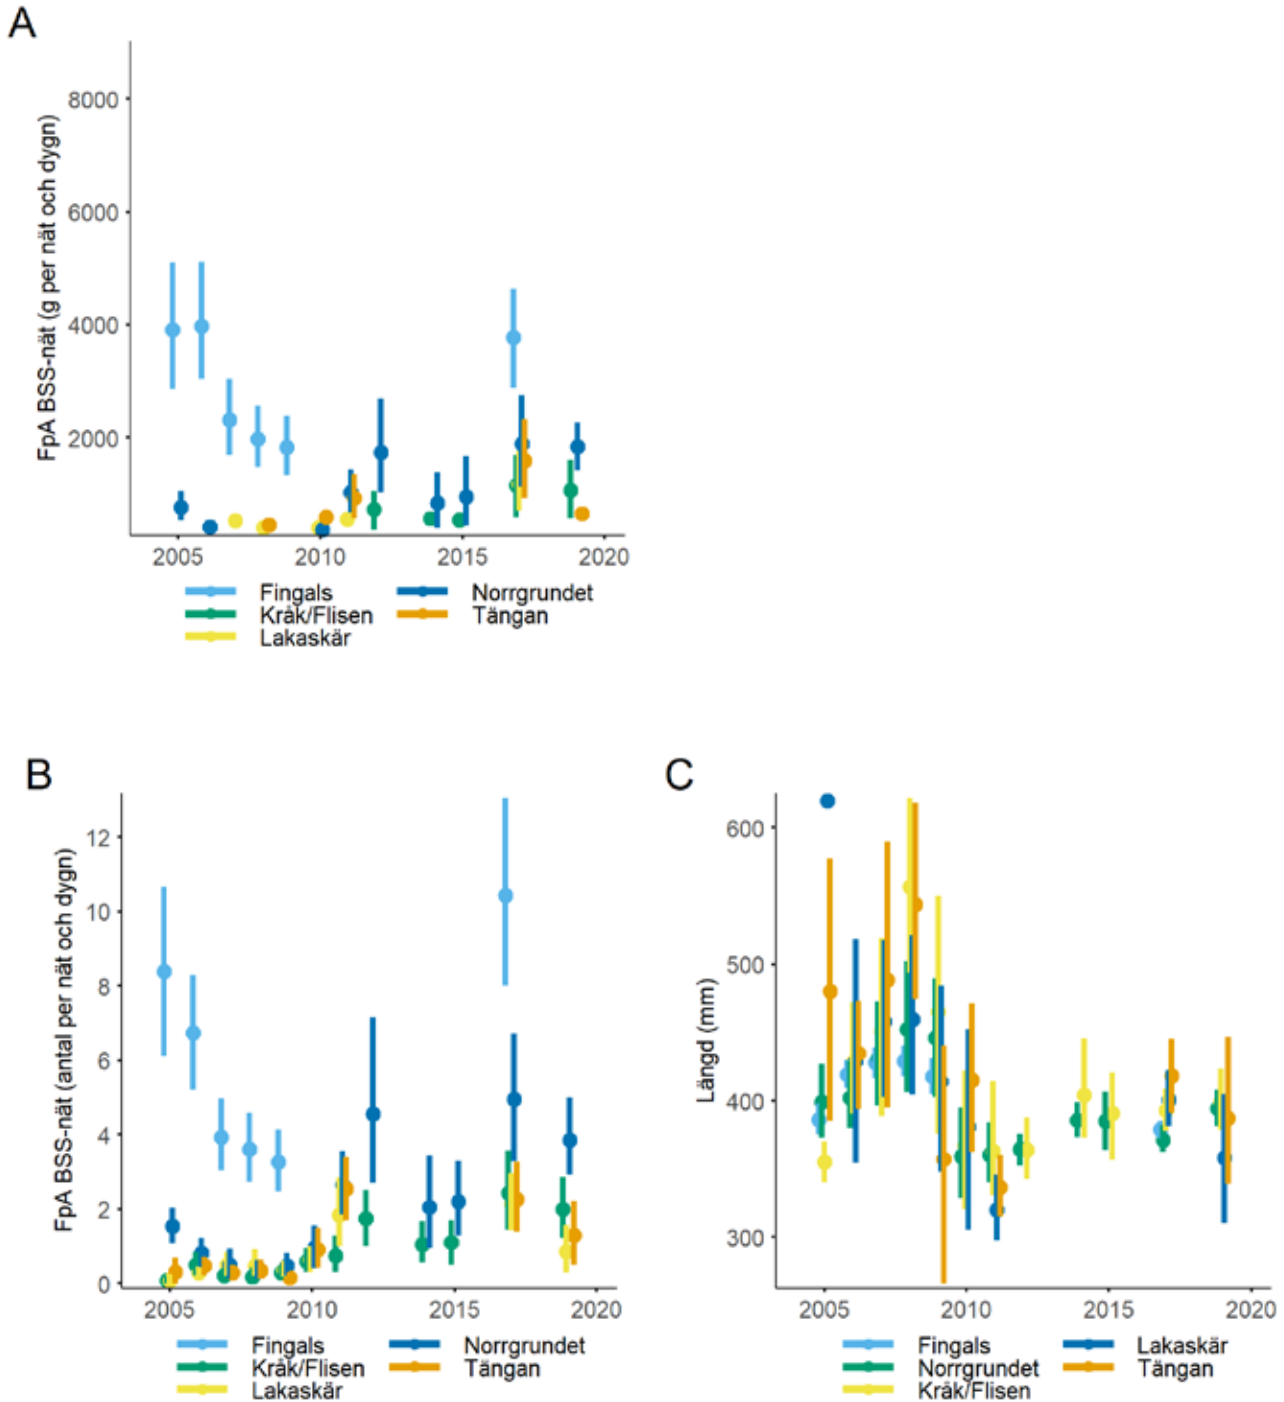 A
FpA BSS-nät (g per nät och dygn)
8000
6000
4000
2000
2005 2010 2015 2020
Fingals Norrgrundet
Kråk/Flisen Tängan
Lakaskär
B
FpA BSS-nät (antal per nät och dygn)
12
10
8
6
4
2
0
2005 2010 2015 2020
Fingals Norrgrundet
Kråk/Flisen Tängan
Lakaskär
C
Längd (mm)
600
500
400
300
2005 2010 2015 2020
Fingals Lakaskär
Norrgrundet Tängan
Kråk/Flisen